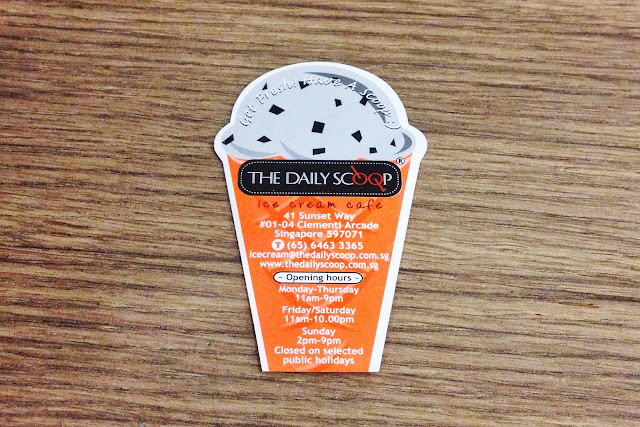 Get Fresh! Have A Scoop :)
THE DAILY SCOOP
®
ice cream cafe
41 Sunset Way
#01-04 Clementi Arcade
Singapore 597071
T (65) 6463 3365
icecream@thedailyscoop.com.sg
www.thedailyscoop.com.sg
- Opening hours -
Monday-Thursday
11am-9pm
Friday/Saturday
11am-10.00pm
Sunday
2pm-9pm
Closed on selected
public holidays